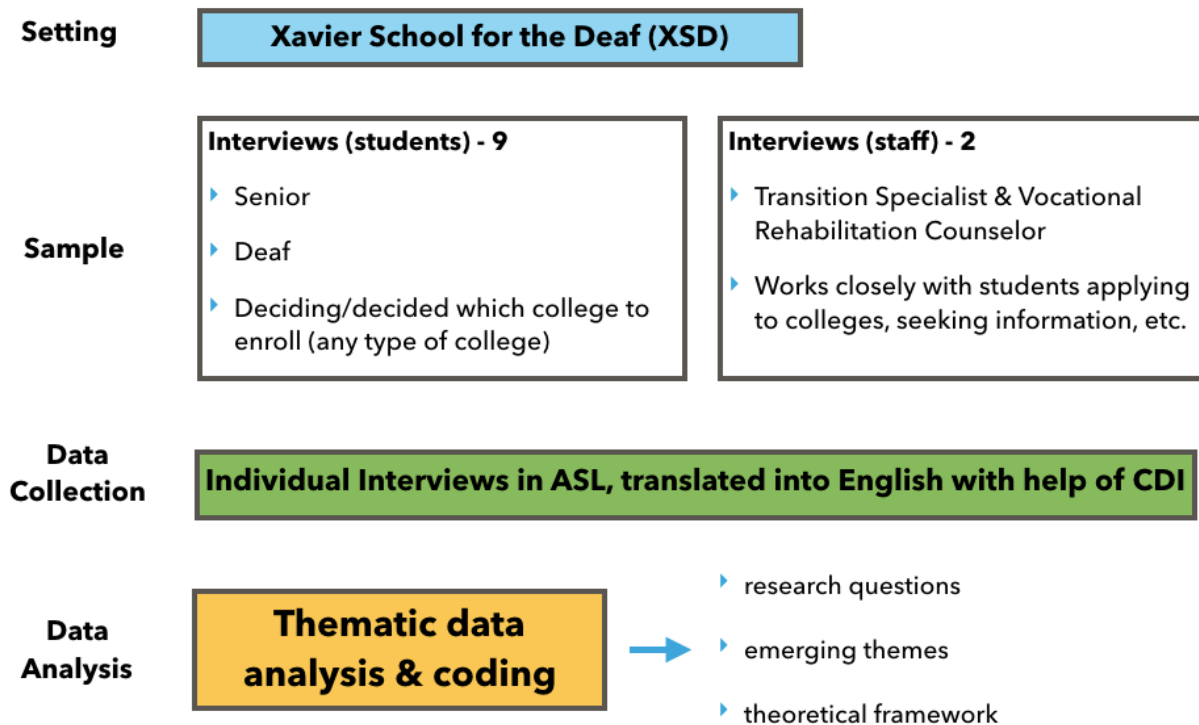 Setting
Xavier School for the Deaf (XSD)
Sample
Interviews (students) - 9
Senior
Deaf
Deciding/decided which college to
enroll (any type of college)
Interviews (staff) - 2
Transition Specialist & Vocational
Rehabilitation Counselor
Works closely with students applying
to colleges, seeking information, etc.
Data
Collection
Individual Interviews in ASL, translated into English with help of CDI
Data
Analysis
Thematic data
analysis & coding
research questions
emerging themes
theoretical framework